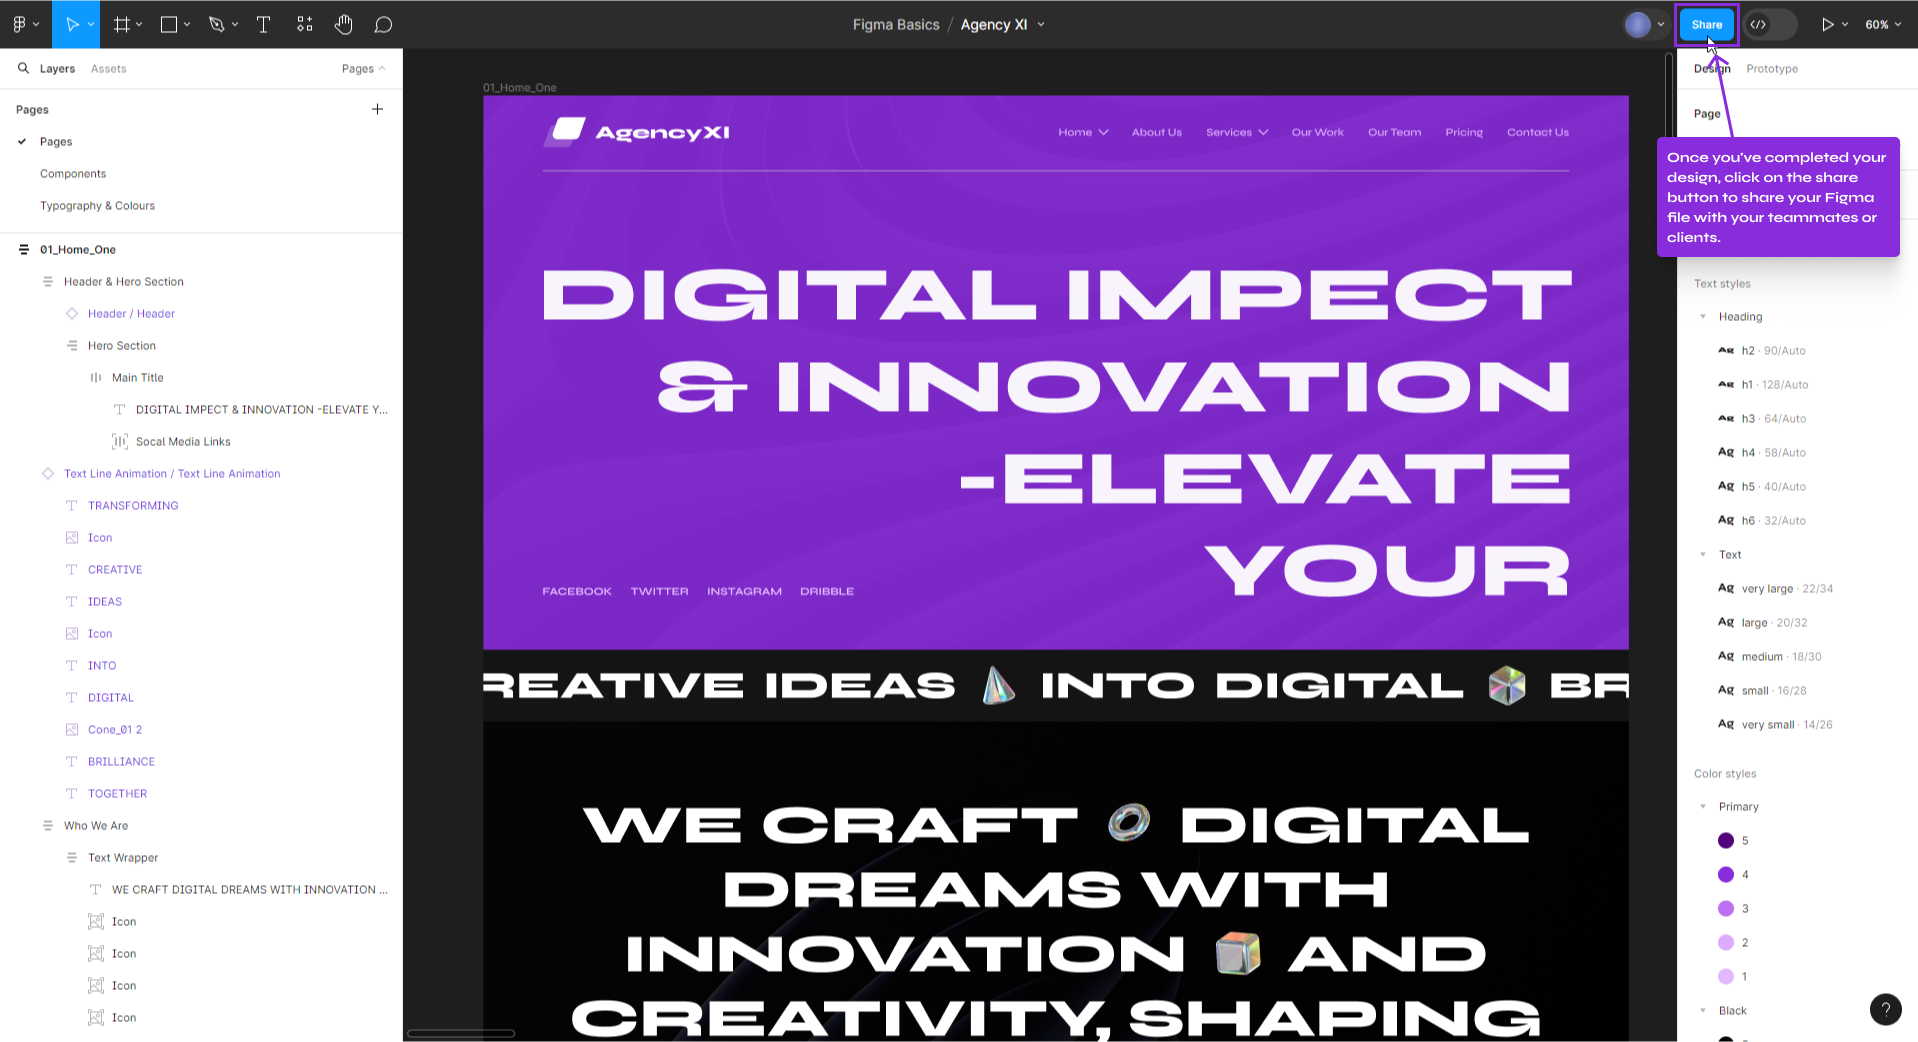 Figma Basics / Agency XI
Share
60%
Layers Assets Pages
Design Prototype
Pages
Pages
Components
Typography & Colours
01_Home_One
Header & Hero Section
Header / Header
Hero Section
Main Title
DIGITAL IMPECT & INNOVATION -ELEVATE Y...
Socal Media Links
Text Line Animation / Text Line Animation
TRANSFORMING
Icon
CREATIVE
IDEAS
Icon
INTO
DIGITAL
Cone_01 2
BRILLIANCE
TOGETHER
Who We Are
Text Wrapper
WE CRAFT DIGITAL DREAMS WITH INNOVATION ...
Icon
Icon
Icon
Icon
01_Home_One
AgencyXI
Home About Us Services Our Work Our Team Pricing Contact Us
DIGITAL IMPECT
& INNOVATION
-ELEVATE
YOUR
FACEBOOK TWITTER INSTAGRAM DRIBBLE
REATIVE IDEAS INTO DIGITAL BR
WE CRAFT DIGITAL
DREAMS WITH
INNOVATION AND
CREATIVITY, SHAPING
Page
Once you've completed your
design, click on the share
button to share your Figma
file with your teammates or
clients.
Text styles
Heading
Ag h2 · 90/Auto
Ag h1 · 128/Auto
Ag h3 · 64/Auto
Ag h4 · 58/Auto
Ag h5 · 40/Auto
Ag h6 · 32/Auto
Text
Ag very large · 22/34
Ag large · 20/32
Ag medium · 18/30
Ag small · 16/28
Ag very small · 14/26
Color styles
Primary
5
4
3
2
1
Black
?